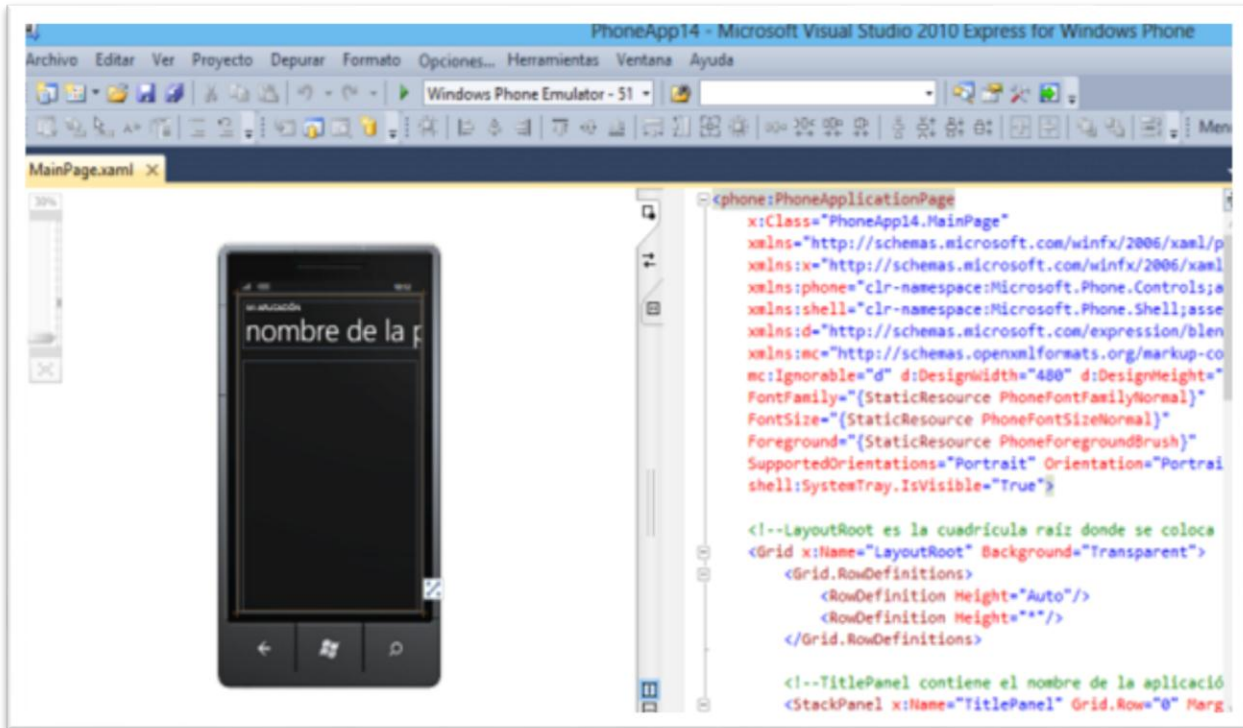 PhoneApp14 - Microsoft Visual Studio 2010 Express for Windows Phone
Archivo Editar Ver Proyecto Depurar Formato Opciones... Herramientas Ventana Ayuda
Windows Phone Emulator - 51
Menu
MainPage.xaml
30%
MI APLICACIÓN
nombre de la p
<phone:PhoneApplicationPage
x:Class="PhoneApp14.MainPage"
xmlns="http://schemas.microsoft.com/winfx/2006/xaml/p
xmlns:x="http://schemas.microsoft.com/winfx/2006/xaml
xmlns:phone="clr-namespace:Microsoft.Phone.Controls;a
xmlns:shell="clr-namespace:Microsoft.Phone.Shell;asse
xmlns:d="http://schemas.microsoft.com/expression/blen
xmlns:mc="http://schemas.openxmlformats.org/markup-co
mc:Ignorable="d" d:DesignWidth="480" d:DesignHeight="
FontFamily="{StaticResource PhoneFontFamilyNormal}"
FontSize="{StaticResource PhoneFontSizeNormal}"
Foreground="{StaticResource PhoneForegroundBrush}"
SupportedOrientations="Portrait" Orientation="Portrai
shell:SystemTray.IsVisible="True">
<!--LayoutRoot es la cuadrícula raíz donde se coloca
<Grid x:Name="LayoutRoot" Background="Transparent">
<Grid.RowDefinitions>
<RowDefinition Height="Auto"/>
<RowDefinition Height="*"/>
</Grid.RowDefinitions>
<!--TitlePanel contiene el nombre de la aplicació
<StackPanel x:Name="TitlePanel" Grid.Row="0" Marg